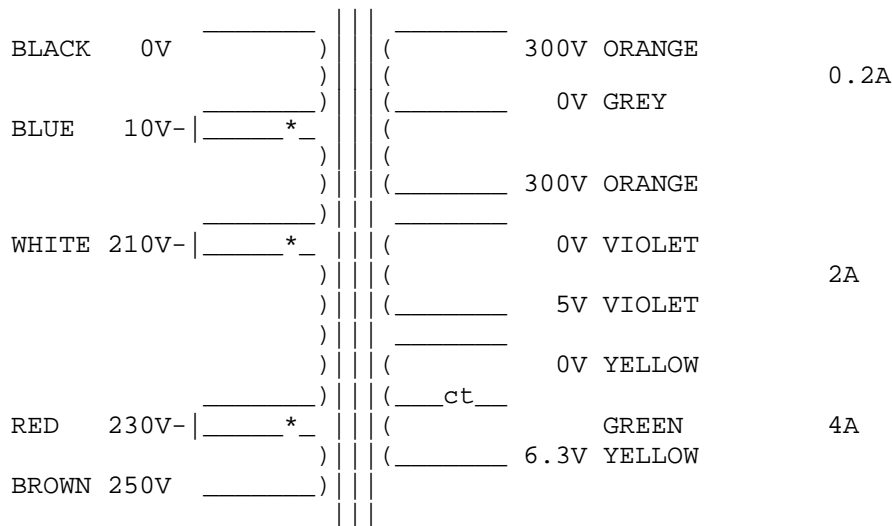 BLACK 0V 300V ORANGE
0.2A
0V GREY
BLUE 10V- *
300V ORANGE
WHITE 210V- * 0V VIOLET
2A
5V VIOLET
0V YELLOW
ct
RED 230V- * GREEN 4A
6.3V YELLOW
BROWN 250V